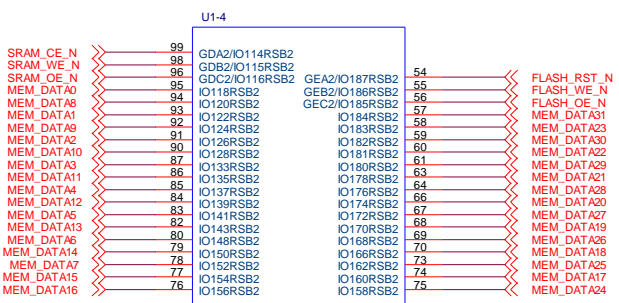 U1-4
SRAM_CE_N 99 GDA2/IO114RSB2
SRAM_WE_N 98 GDB2/IO115RSB2
SRAM_OE_N 96 GDC2/IO116RSB2 GEA2/IO187RSB2 54 FLASH_RST_N
MEM_DATA0 95 IO118RSB2 GEB2/IO186RSB2 55 FLASH_WE_N
MEM_DATA8 94 IO120RSB2 GEC2/IO185RSB2 56 FLASH_OE_N
MEM_DATA1 93 IO122RSB2 IO184RSB2 57 MEM_DATA31
MEM_DATA9 92 IO124RSB2 IO183RSB2 58 MEM_DATA23
MEM_DATA2 91 IO126RSB2 IO182RSB2 59 MEM_DATA30
MEM_DATA10 90 IO128RSB2 IO181RSB2 60 MEM_DATA22
MEM_DATA3 87 IO133RSB2 IO180RSB2 61 MEM_DATA29
MEM_DATA11 86 IO135RSB2 IO178RSB2 63 MEM_DATA21
MEM_DATA4 85 IO137RSB2 IO176RSB2 64 MEM_DATA28
MEM_DATA12 84 IO139RSB2 IO174RSB2 66 MEM_DATA20
MEM_DATA5 83 IO141RSB2 IO172RSB2 67 MEM_DATA27
MEM_DATA13 82 IO143RSB2 IO170RSB2 68 MEM_DATA19
MEM_DATA6 80 IO148RSB2 IO168RSB2 69 MEM_DATA26
MEM_DATA14 79 IO150RSB2 IO166RSB2 70 MEM_DATA18
MEM_DATA7 78 IO152RSB2 IO162RSB2 73 MEM_DATA25
MEM_DATA15 77 IO154RSB2 IO160RSB2 74 MEM_DATA17
MEM_DATA16 76 IO156RSB2 IO158RSB2 75 MEM_DATA24